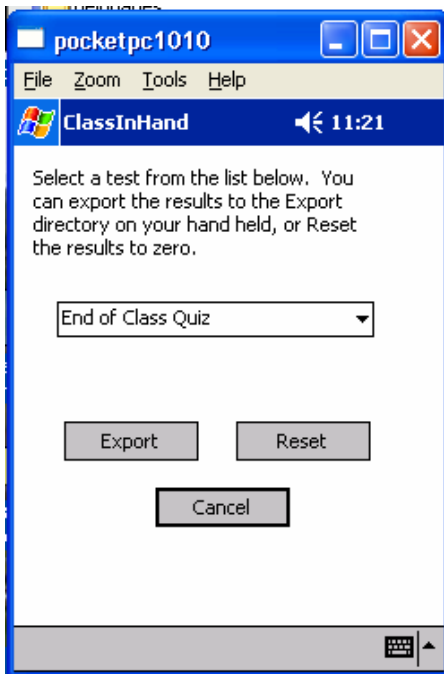 pocketpc1010
File Zoom Tools Help
ClassInHand 11:21
Select a test from the list below. You
can export the results to the Export
directory on your hand held, or Reset
the results to zero.
End of Class Quiz
Export Reset
Cancel